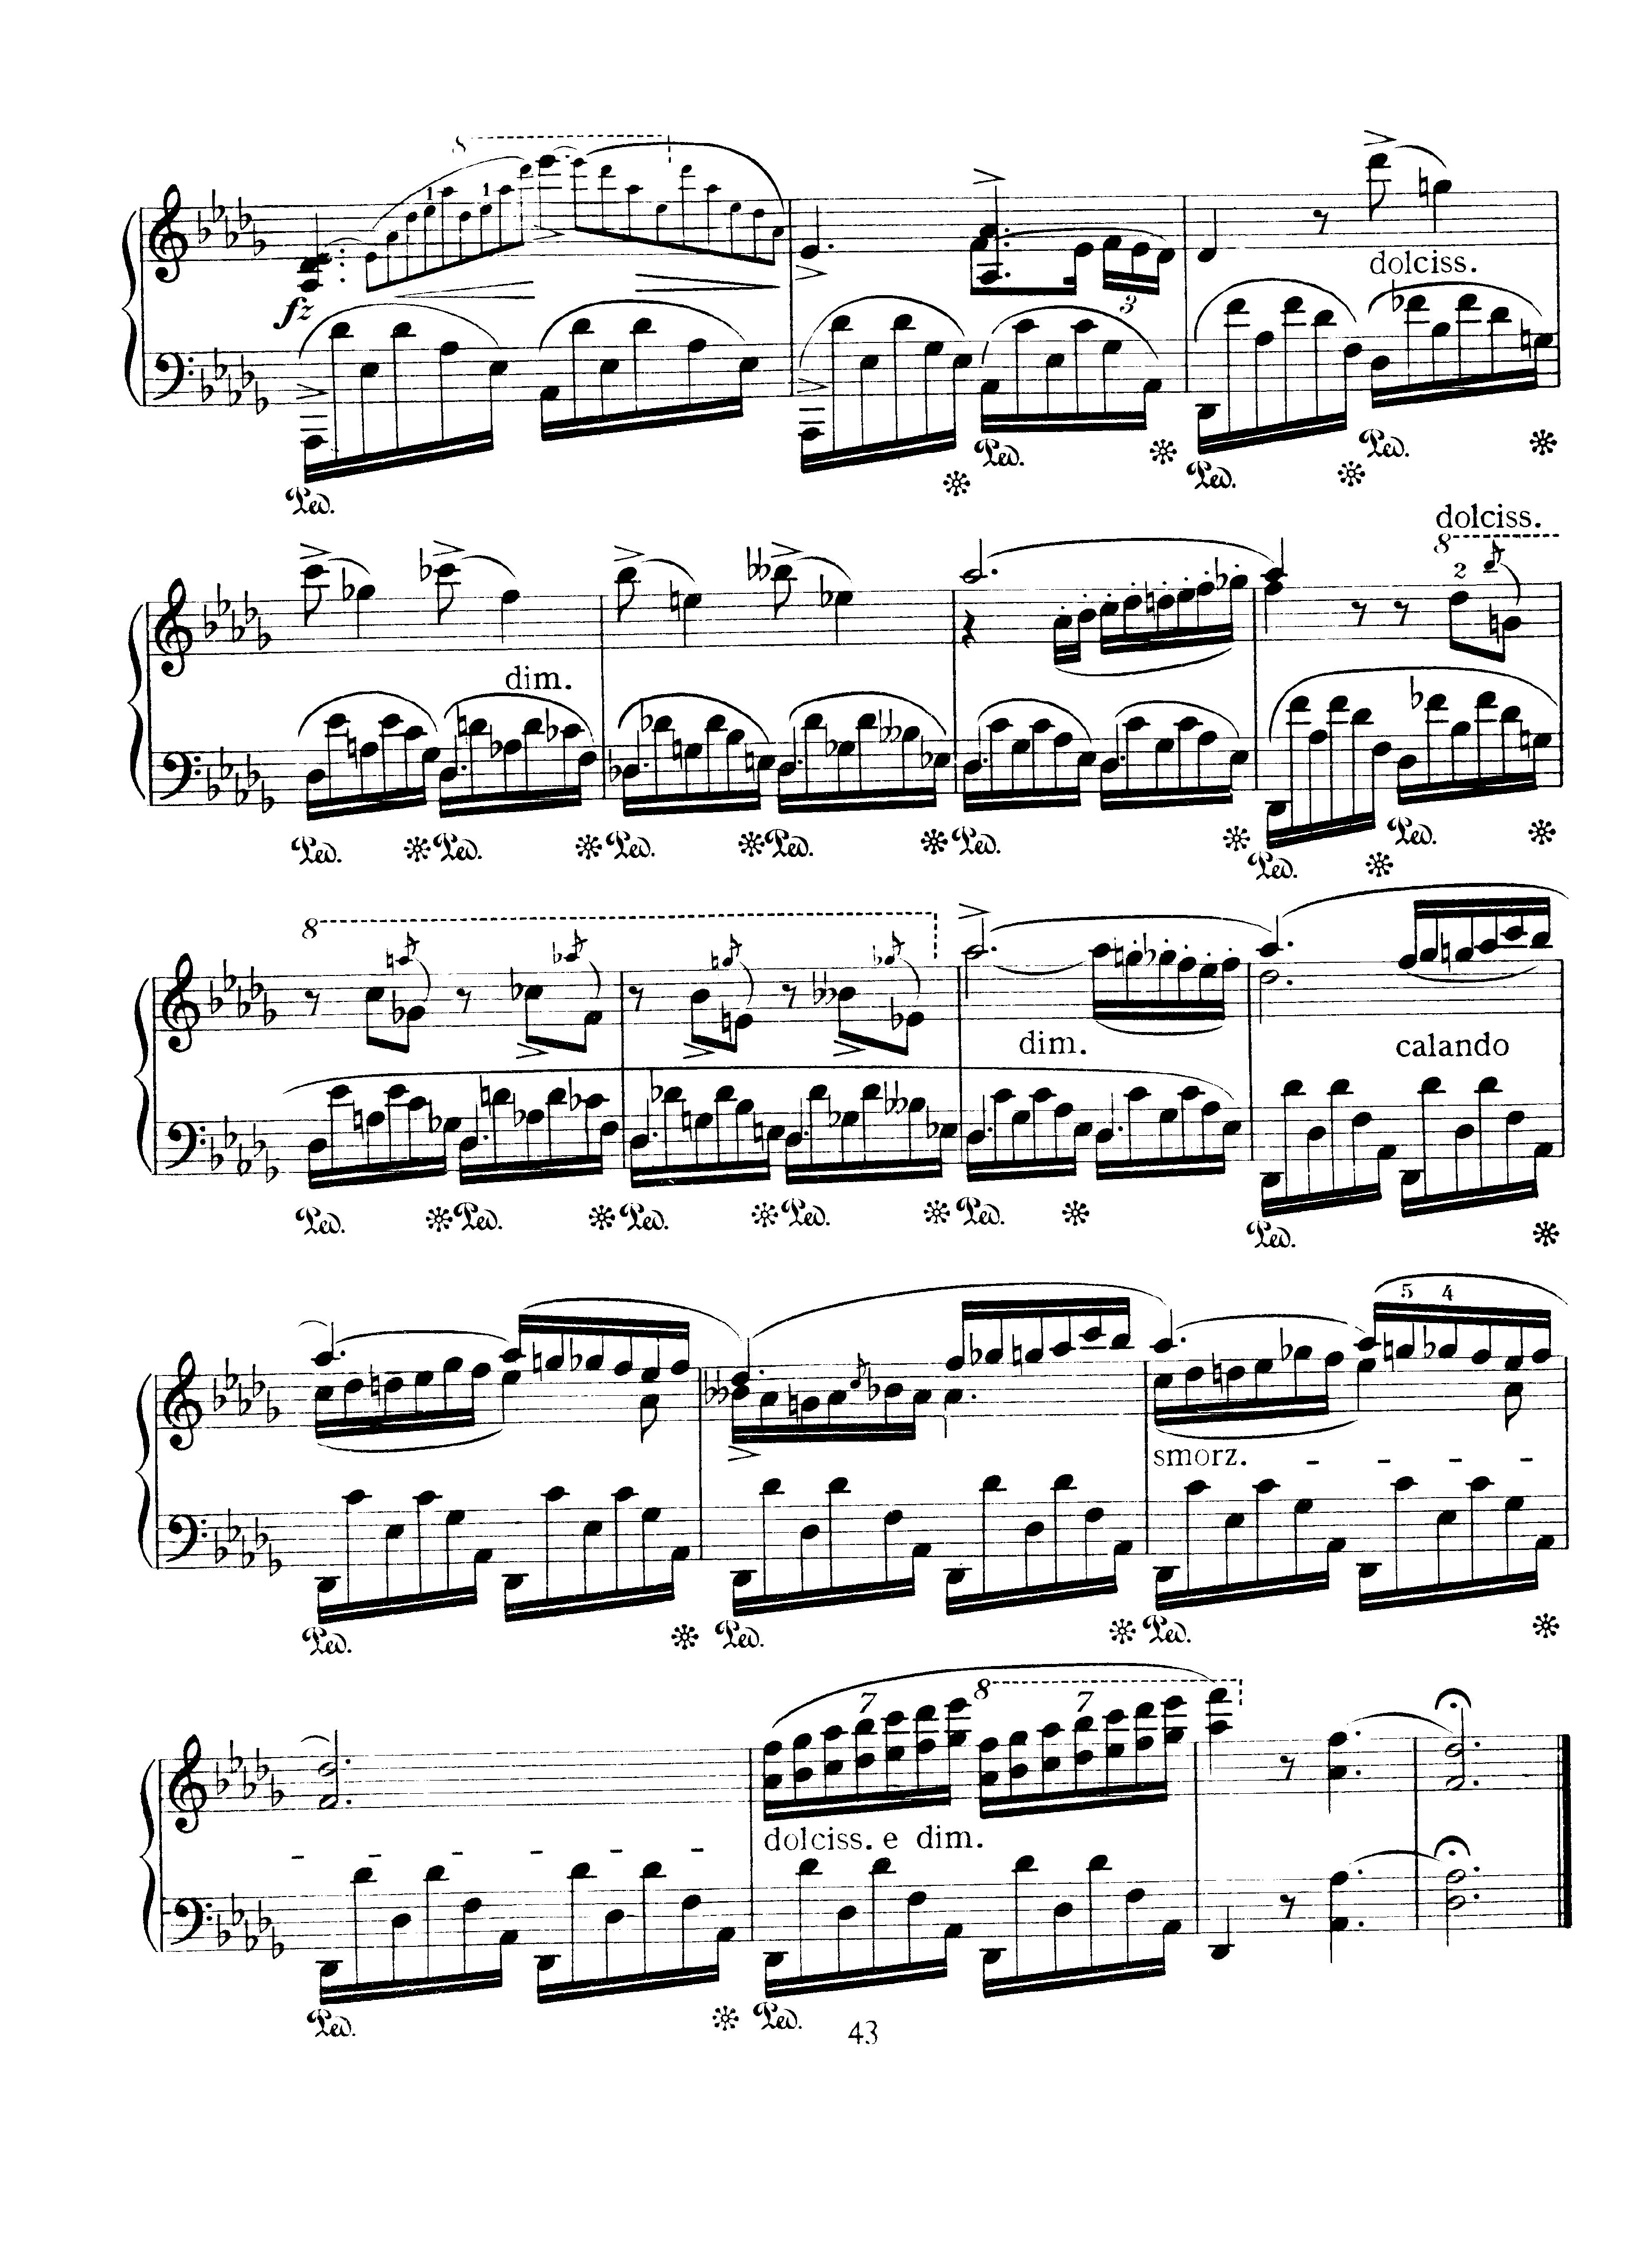 8
1 1
fz
3
dolciss.
Ped. Ped. Ped. Ped.
dolciss.
8
2
dim.
Ped. Ped. Ped. Ped. Ped. Ped. Ped.
8
dim. calando
Ped. Ped. Ped. Ped. Ped. Ped.
5 4
smorz. - - - -
Ped. Ped. Ped.
7 8 7
- - - - - - dolciss. e dim.
Ped. Ped.
43